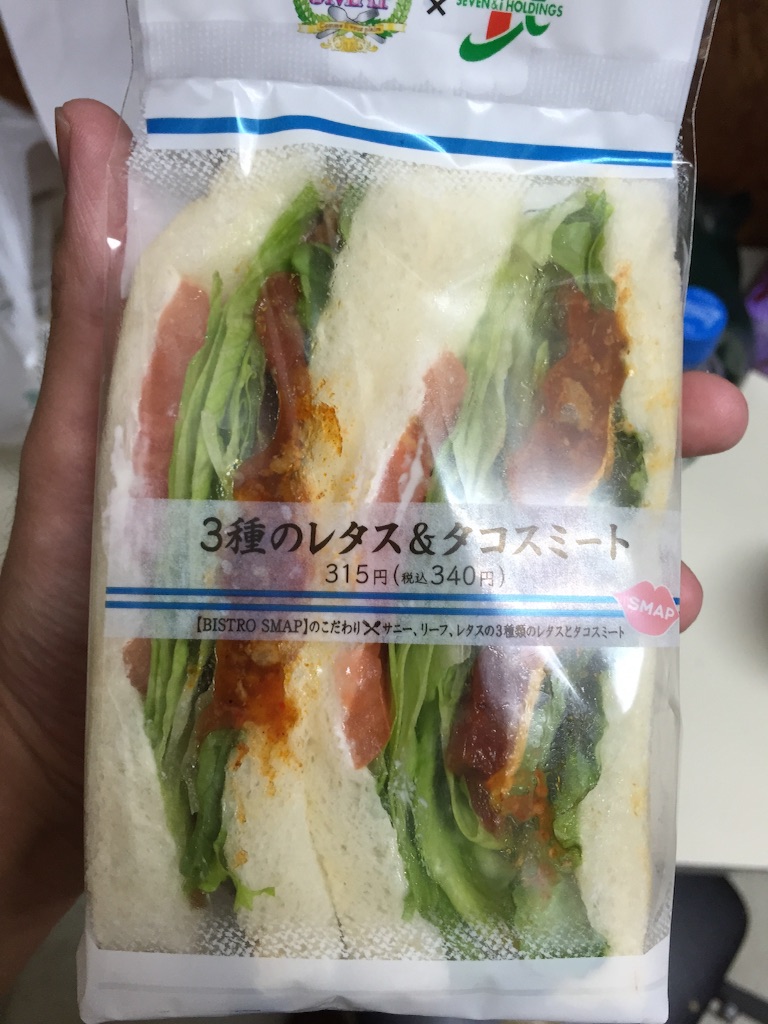 SMAP
×
SEVEN&i HOLDINGS
3種のレタス&タコスミート
315円(税込340円)
SMAP
【BISTRO SMAP】のこだわり×サニー、リーフ、レタスの3種類のレタスとタコスミート